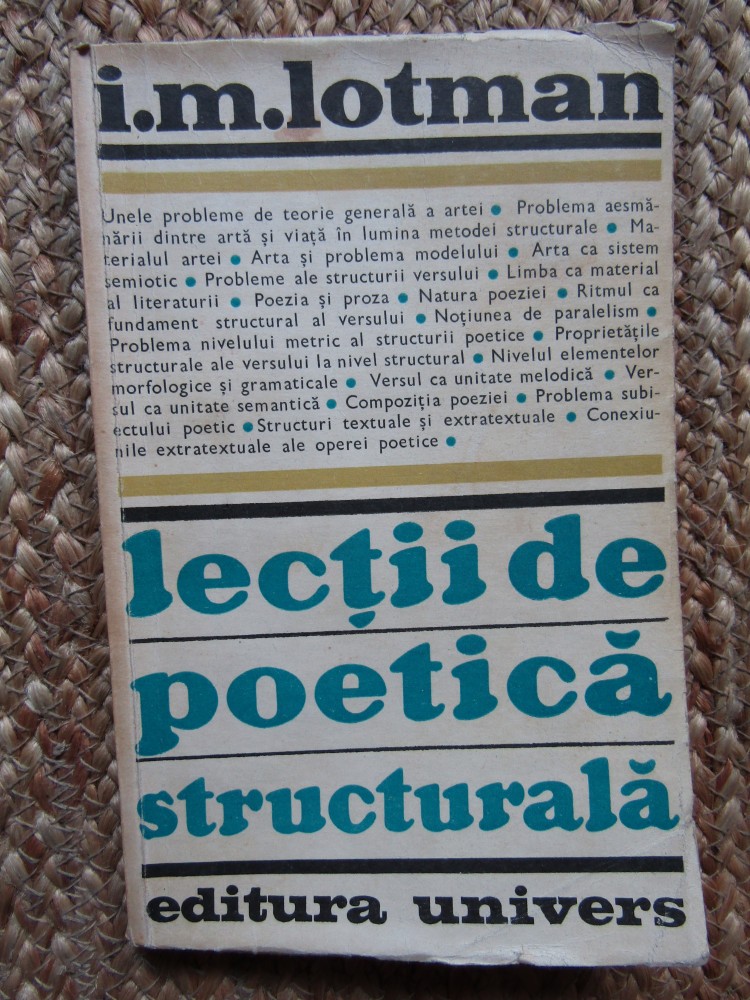 i.m.lotman
Unele probleme de teorie generală a artei • Problema aesmă-
nării dintre artă și viață în lumina metodei structurale • Ma-
terialul artei • Arta și problema modelului • Arta ca sistem
semiotic • Probleme ale structurii versului • Limba ca material
al literaturii • Poezia și proza • Natura poeziei • Ritmul ca
fundament structural al versului • Noțiunea de paralelism •
Problema nivelului metric al structurii poetice • Proprietățile
structurale ale versului la nivel structural • Nivelul elementelor
morfologice și gramaticale • Versul ca unitate melodică • Ver-
sul ca unitate semantică • Compoziția poeziei • Problema subi-
ectului poetic • Structuri textuale și extratextuale • Conexiu-
nile extratextuale ale operei poetice •
lecții de
poetică
structurală
editura univers